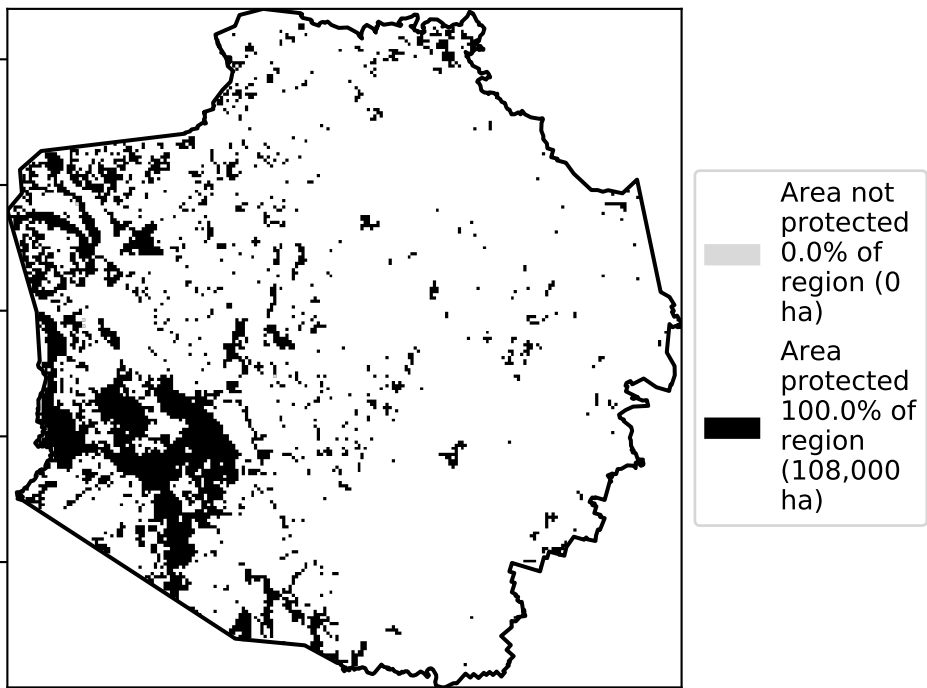 Area not
protected
0.0% of
region (0
ha)
Area
protected
100.0% of
region
(108,000
ha)